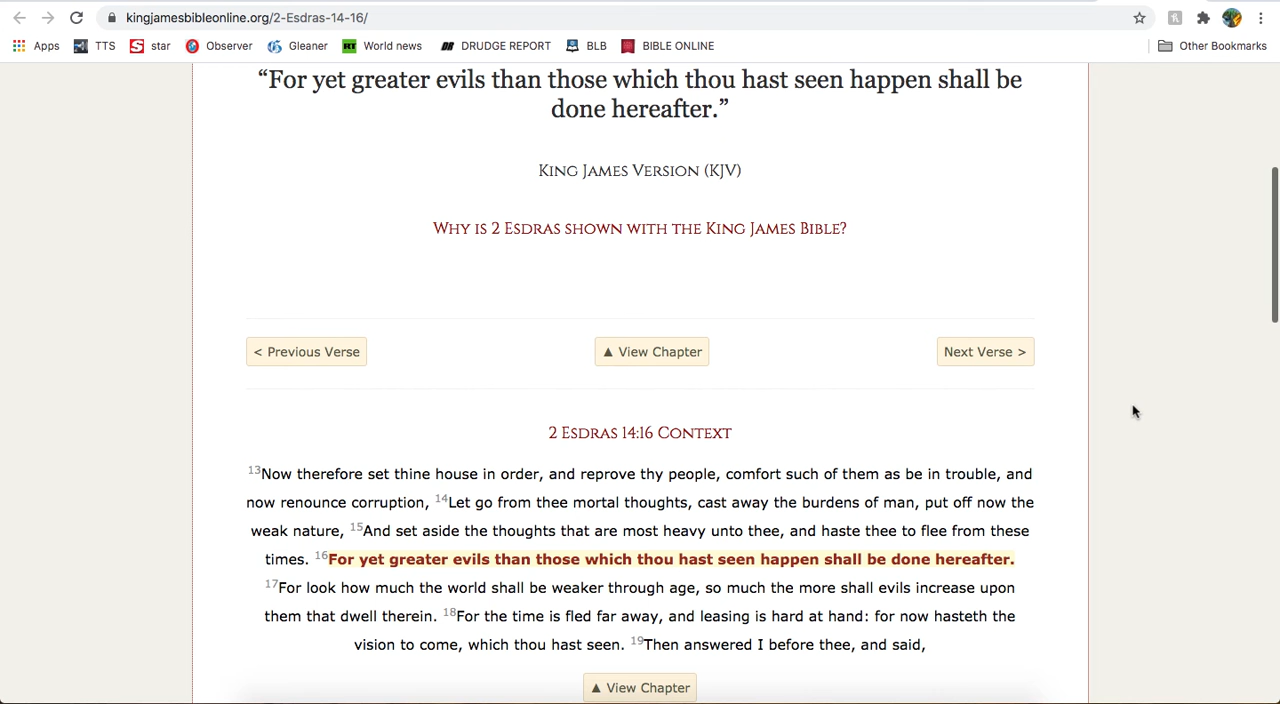 kingjamesbibleonline.org/2-Esdras-14-16/
Apps TTS star Observer Gleaner World news DRUDGE REPORT BLB BIBLE ONLINE Other Bookmarks
“For yet greater evils than those which thou hast seen happen shall be
done hereafter.”
King James Version (KJV)
Why is 2 Esdras shown with the King James Bible?
< Previous Verse ▲ View Chapter Next Verse >
2 Esdras 14:16 Context
13Now therefore set thine house in order, and reprove thy people, comfort such of them as be in trouble, and
now renounce corruption, 14Let go from thee mortal thoughts, cast away the burdens of man, put off now the
weak nature, 15And set aside the thoughts that are most heavy unto thee, and haste thee to flee from these
times. 16For yet greater evils than those which thou hast seen happen shall be done hereafter.
17For look how much the world shall be weaker through age, so much the more shall evils increase upon
them that dwell therein. 18For the time is fled far away, and leasing is hard at hand: for now hasteth the
vision to come, which thou hast seen. 19Then answered I before thee, and said,
▲ View Chapter